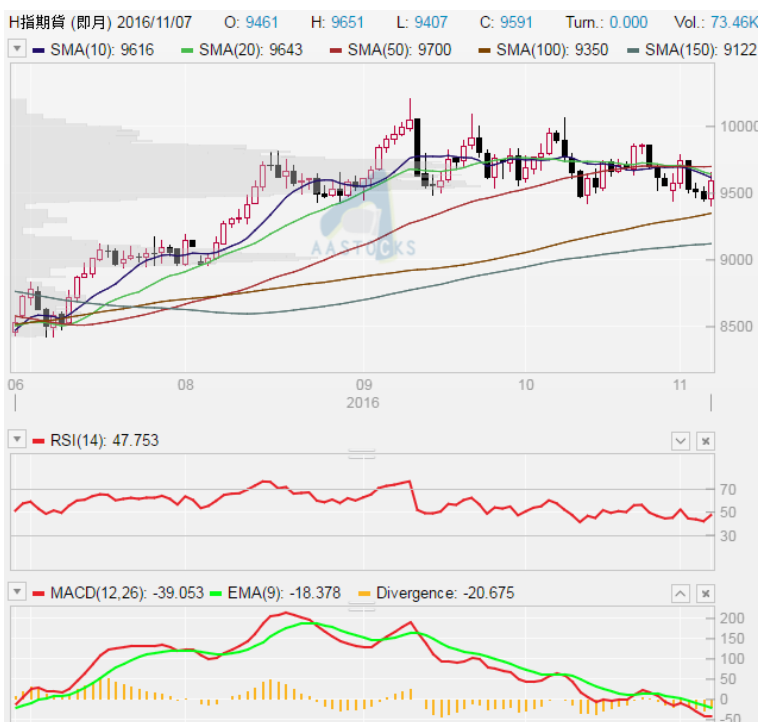 H指期貨 (即月) 2016/11/07 O: 9461 H: 9651 L: 9407 C: 9591 Turn.: 0.000 Vol.: 73.46K
SMA(10): 9616 SMA(20): 9643 SMA(50): 9700 SMA(100): 9350 SMA(150): 9122
10000
9500
AASTOCKS
9000
8500
06 08 09 10 11
2016
RSI(14): 47.753
70
50
30
MACD(12,26): -39.053 EMA(9): -18.378 Divergence: -20.675
200
150
100
50
0
-50